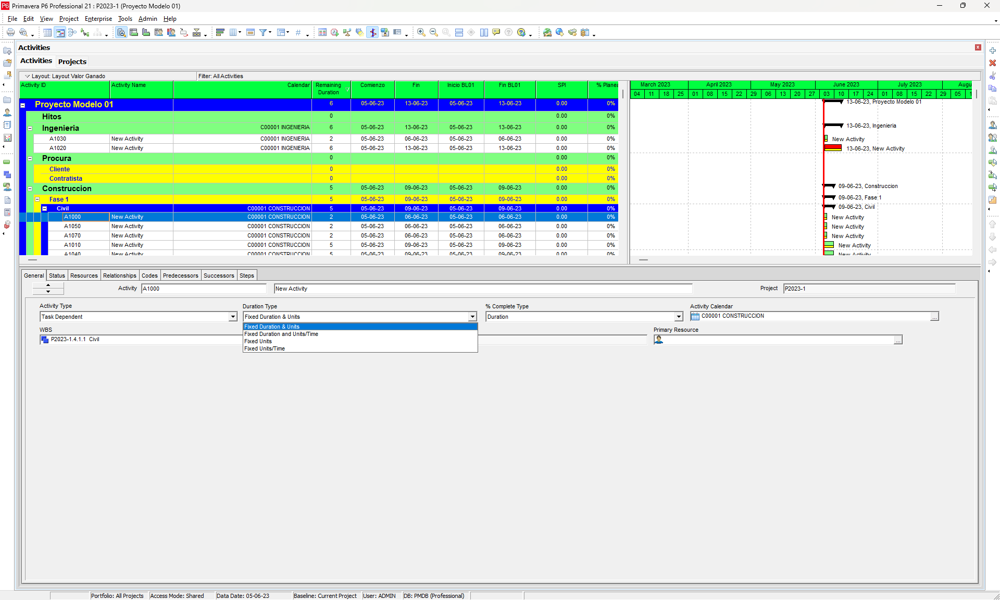 P6 Primavera P6 Professional 21 : P2023-1 (Proyecto Modelo 01)
File Edit View Project Enterprise Tools Admin Help
Activities
Activities Projects
Layout: Layout Valor Ganado Filter: All Activities
Activity ID Activity Name Calendar Remaining Duration Comienzo Fin Inicio BL01 Fin BL01 SPI % Planea
March 2023 April 2023 May 2023 June 2023 July 2023 Augu
04 11 18 25 01 08 15 22 29 06 13 20 27 03 10 17 24 01 08 15 22 29 05
Proyecto Modelo 01 6 05-06-23 13-06-23 05-06-23 13-06-23 0.00 0% 13-06-23, Proyecto Modelo 01
Hitos 0 0.00 0%
Ingenieria C00001 INGENIERIA 6 05-06-23 13-06-23 05-06-23 13-06-23 0.00 0% 13-06-23, Ingenieria
A1030 New Activity C00001 INGENIERIA 2 05-06-23 06-06-23 05-06-23 06-06-23 0.00 0% New Activity
A1020 New Activity C00001 INGENIERIA 6 05-06-23 13-06-23 05-06-23 13-06-23 0.00 0% 13-06-23, New Activity
Procura 0 0.00 0%
Cliente 0 0.00 0%
Contratista 0 0.00 0%
Construccion 5 05-06-23 09-06-23 05-06-23 09-06-23 0.00 0% 09-06-23, Construccion
Fase 1 5 05-06-23 09-06-23 05-06-23 09-06-23 0.00 0% 09-06-23, Fase 1
Civil C00001 CONSTRUCCION 5 05-06-23 09-06-23 05-06-23 09-06-23 0.00 0% 09-06-23, Civil
A1000 New Activity C00001 CONSTRUCCION 2 05-06-23 06-06-23 05-06-23 06-06-23 0.00 0% New Activity
A1050 New Activity C00001 CONSTRUCCION 2 05-06-23 06-06-23 05-06-23 06-06-23 0.00 0% New Activity
A1070 New Activity C00001 CONSTRUCCION 2 05-06-23 06-06-23 05-06-23 06-06-23 0.00 0% New Activity
A1010 New Activity C00001 CONSTRUCCION 5 05-06-23 09-06-23 05-06-23 09-06-23 0.00 0% New Activity
A1040 New Activity C00001 CONSTRUCCION 5 05-06-23 09-06-23 05-06-23 09-06-23 0.00 0% New Activity
General Status Resources Relationships Codes Predecessors Successors Steps
Activity A1000 New Activity Project P2023-1
Activity Type Duration Type % Complete Type Activity Calendar
Task Dependent Fixed Duration & Units Duration C00001 CONSTRUCCION ...
WBS Fixed Duration & Units Primary Resource
Fixed Duration and Units/Time
P2023-1.4.1.1 Civil Fixed Units ...
Fixed Units/Time
Portfolio: All Projects Access Mode: Shared Data Date: 05-06-23 Baseline: Current Project User: ADMIN DB: PMDB (Professional)